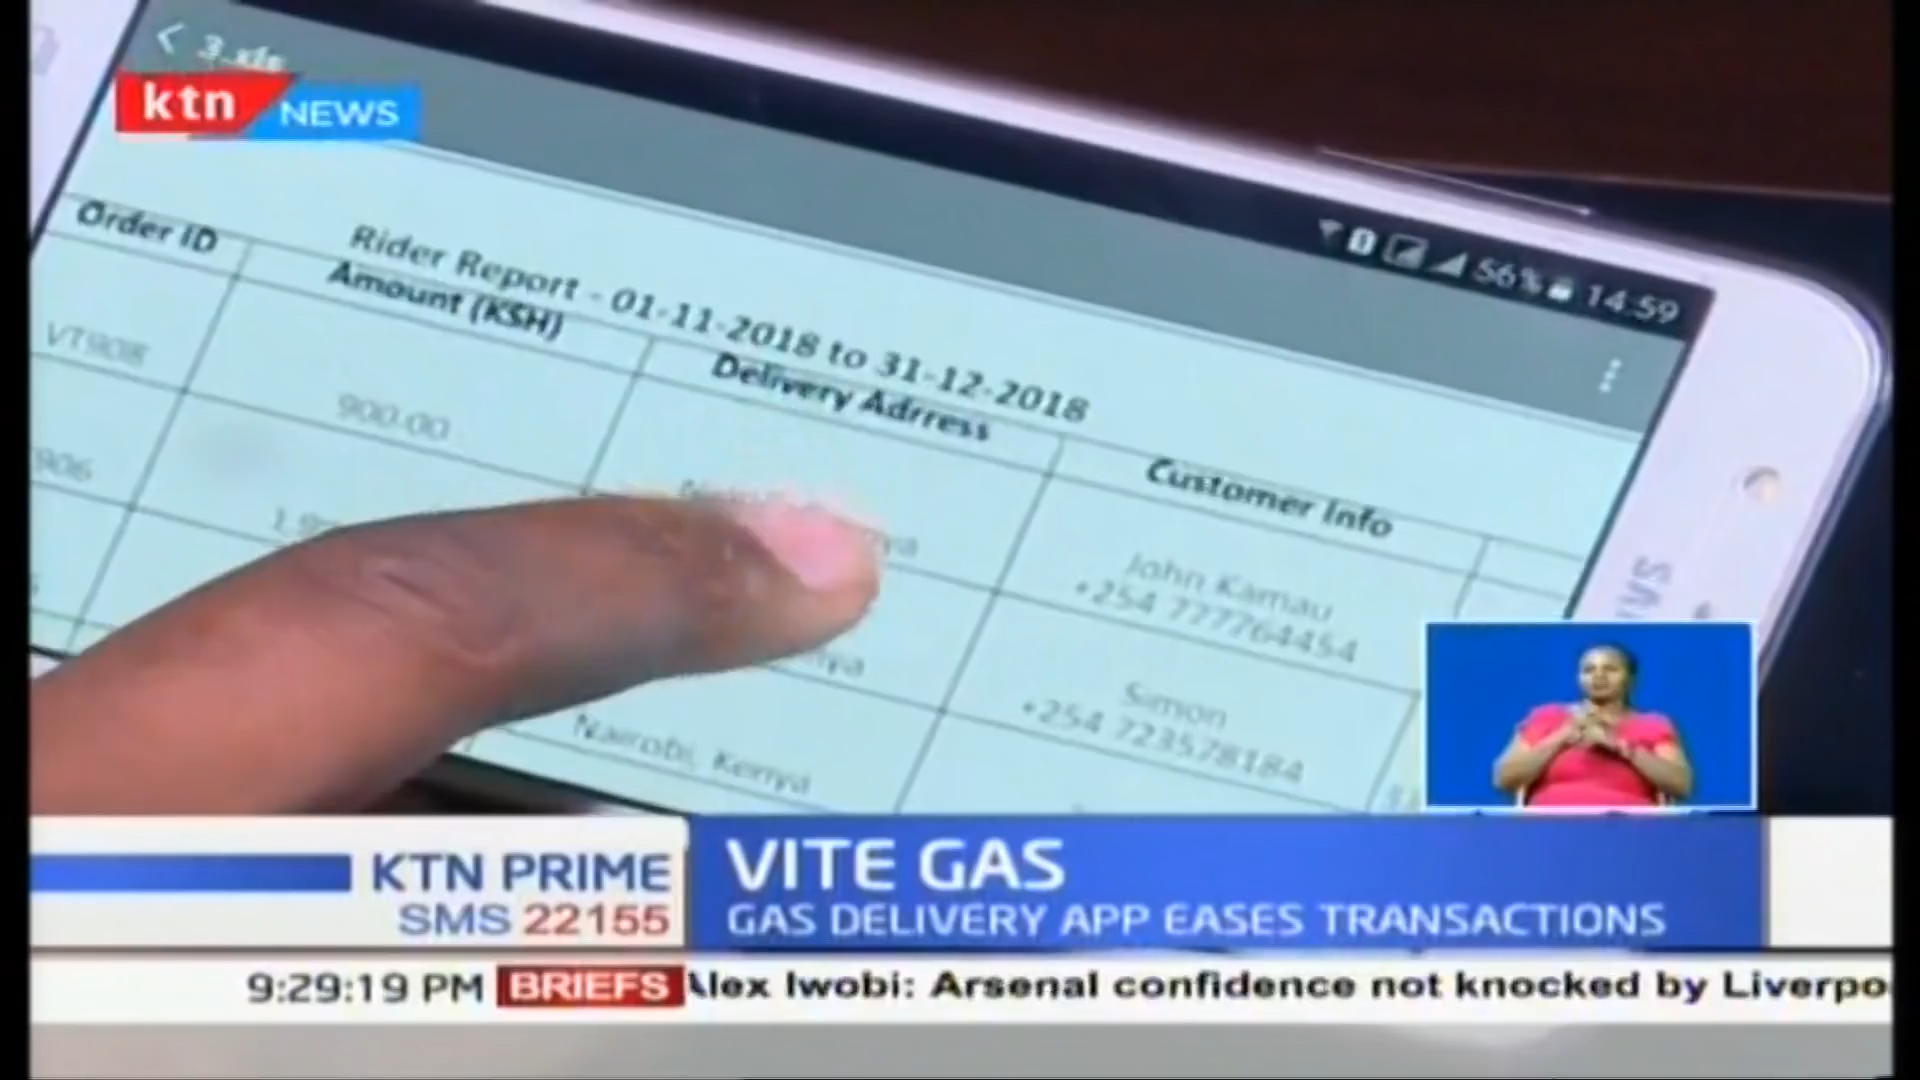 3.xls
ktn NEWS
56% 14:59
Rider Report - 01-11-2018 to 31-12-2018
Order ID
Amount (KSH)
Delivery Adrress
Customer Info
VT908
900.00
John Kamau
+254 777764454
906
Simon
+254 723578184
Nairobi, Kenya
KTN PRIME
SMS 22155
VITE GAS
GAS DELIVERY APP EASES TRANSACTIONS
9:29:19 PM BRIEFS Alex Iwobi: Arsenal confidence not knocked by Liverpo